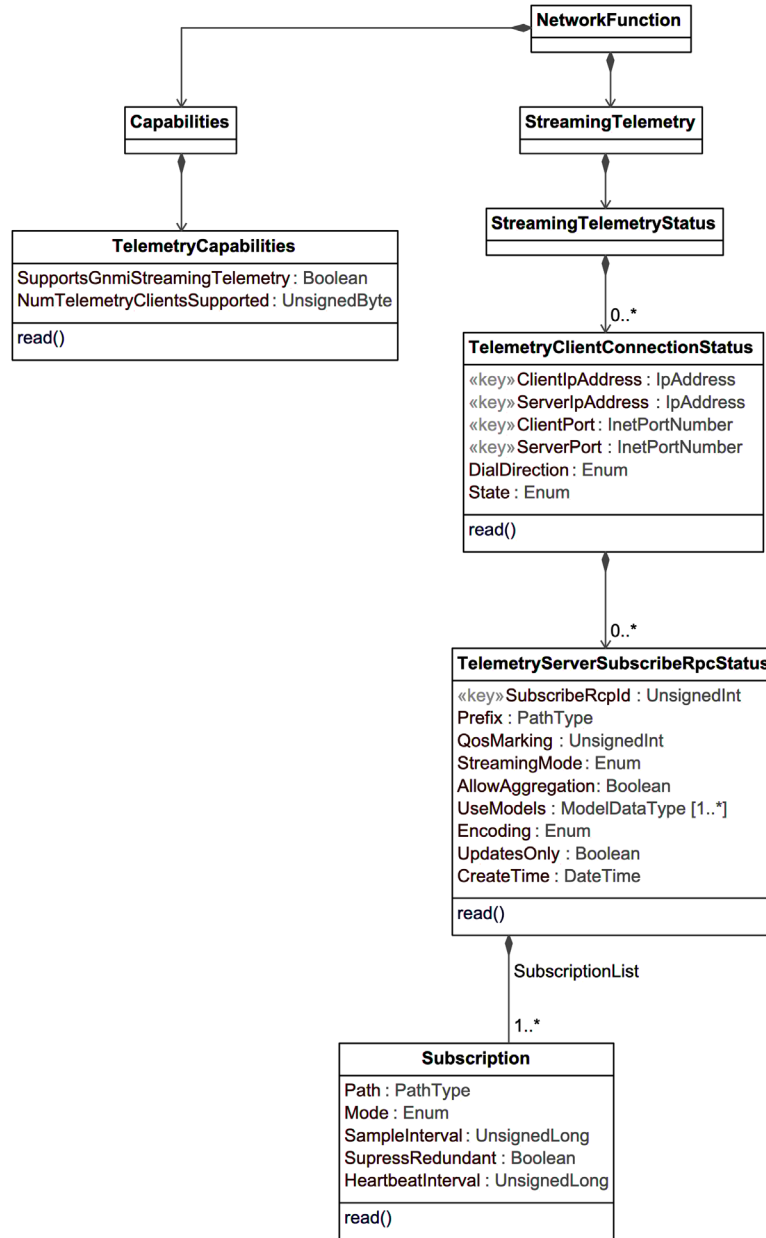 NetworkFunction
Capabilities
StreamingTelemetry
TelemetryCapabilities
SupportsGnmiStreamingTelemetry : Boolean
NumTelemetryClientsSupported : UnsignedByte
read()
StreamingTelemetryStatus
0..*
TelemetryClientConnectionStatus
«key» ClientIpAddress : IpAddress
«key» ServerIpAddress : IpAddress
«key» ClientPort : InetPortNumber
«key» ServerPort : InetPortNumber
DialDirection : Enum
State : Enum
read()
0..*
TelemetryServerSubscribeRpcStatus
«key» SubscribeRcpId : UnsignedInt
Prefix : PathType
QosMarking : UnsignedInt
StreamingMode : Enum
AllowAggregation: Boolean
UseModels : ModelDataType [1..*]
Encoding : Enum
UpdatesOnly : Boolean
CreateTime : DateTime
read()
SubscriptionList
1..*
Subscription
Path : PathType
Mode : Enum
SampleInterval : UnsignedLong
SupressRedundant : Boolean
HeartbeatInterval : UnsignedLong
read()